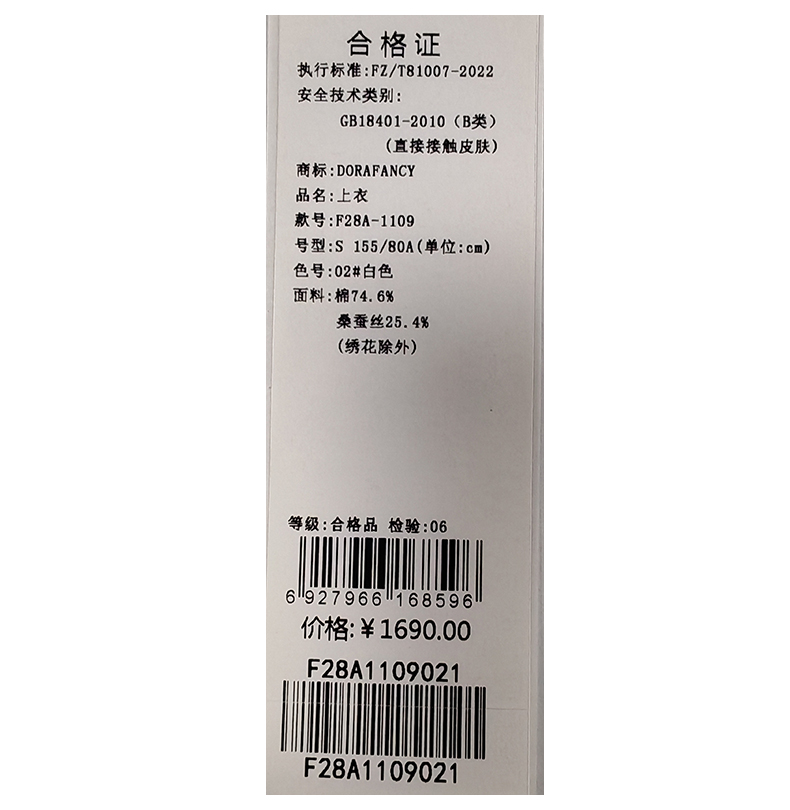 合格证
执行标准:FZ/T81007-2022
安全技术类别:
GB18401-2010（B类）
(直接接触皮肤)
商标:DORAFANCY
品名:上衣
款号:F28A-1109
号型:S 155/80A(单位:cm)
色号:02#白色
面料:棉74.6%
桑蚕丝25.4%
(绣花除外)
等级:合格品 检验:06
6 927966 168596
价格:￥1690.00
F28A1109021
F28A1109021